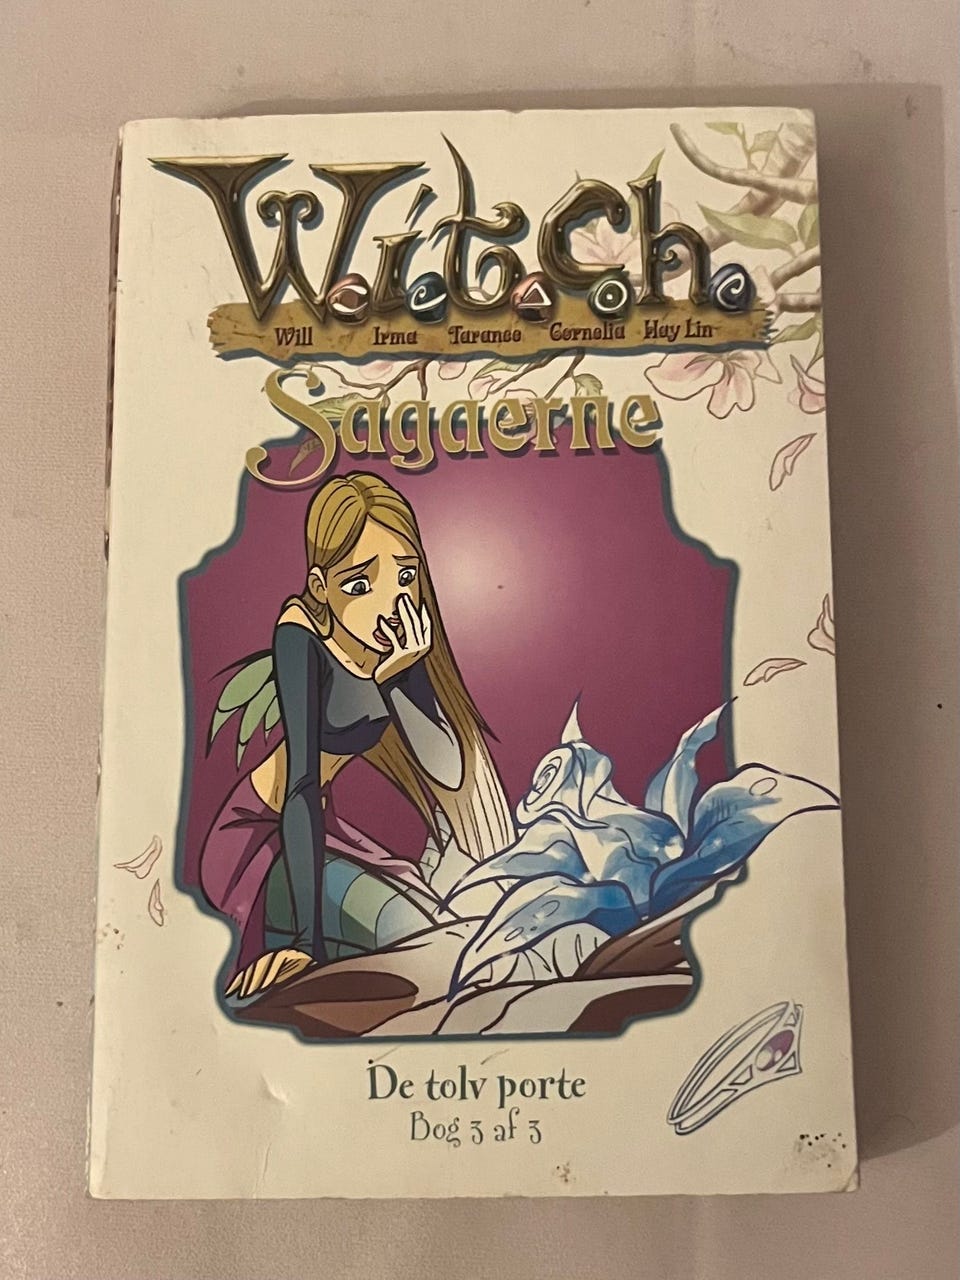 W.i.t.c.h.
Will Irma Taranee Cornelia Hay Lin
Sagaerne
De tolv porte
Bog 3 af 3